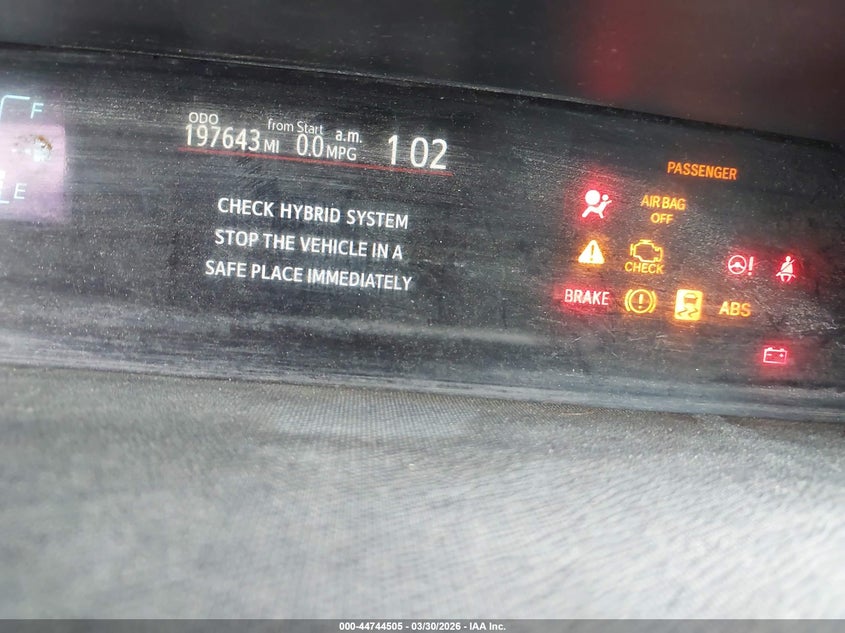 F
E
ODO
197643 MI
from Start
0.0 MPG
a.m.
1 02
CHECK HYBRID SYSTEM
STOP THE VEHICLE IN A
SAFE PLACE IMMEDIATELY
PASSENGER
AIR BAG
OFF
CHECK
BRAKE
ABS
000-44744505 - 03/30/2026 - IAA Inc.